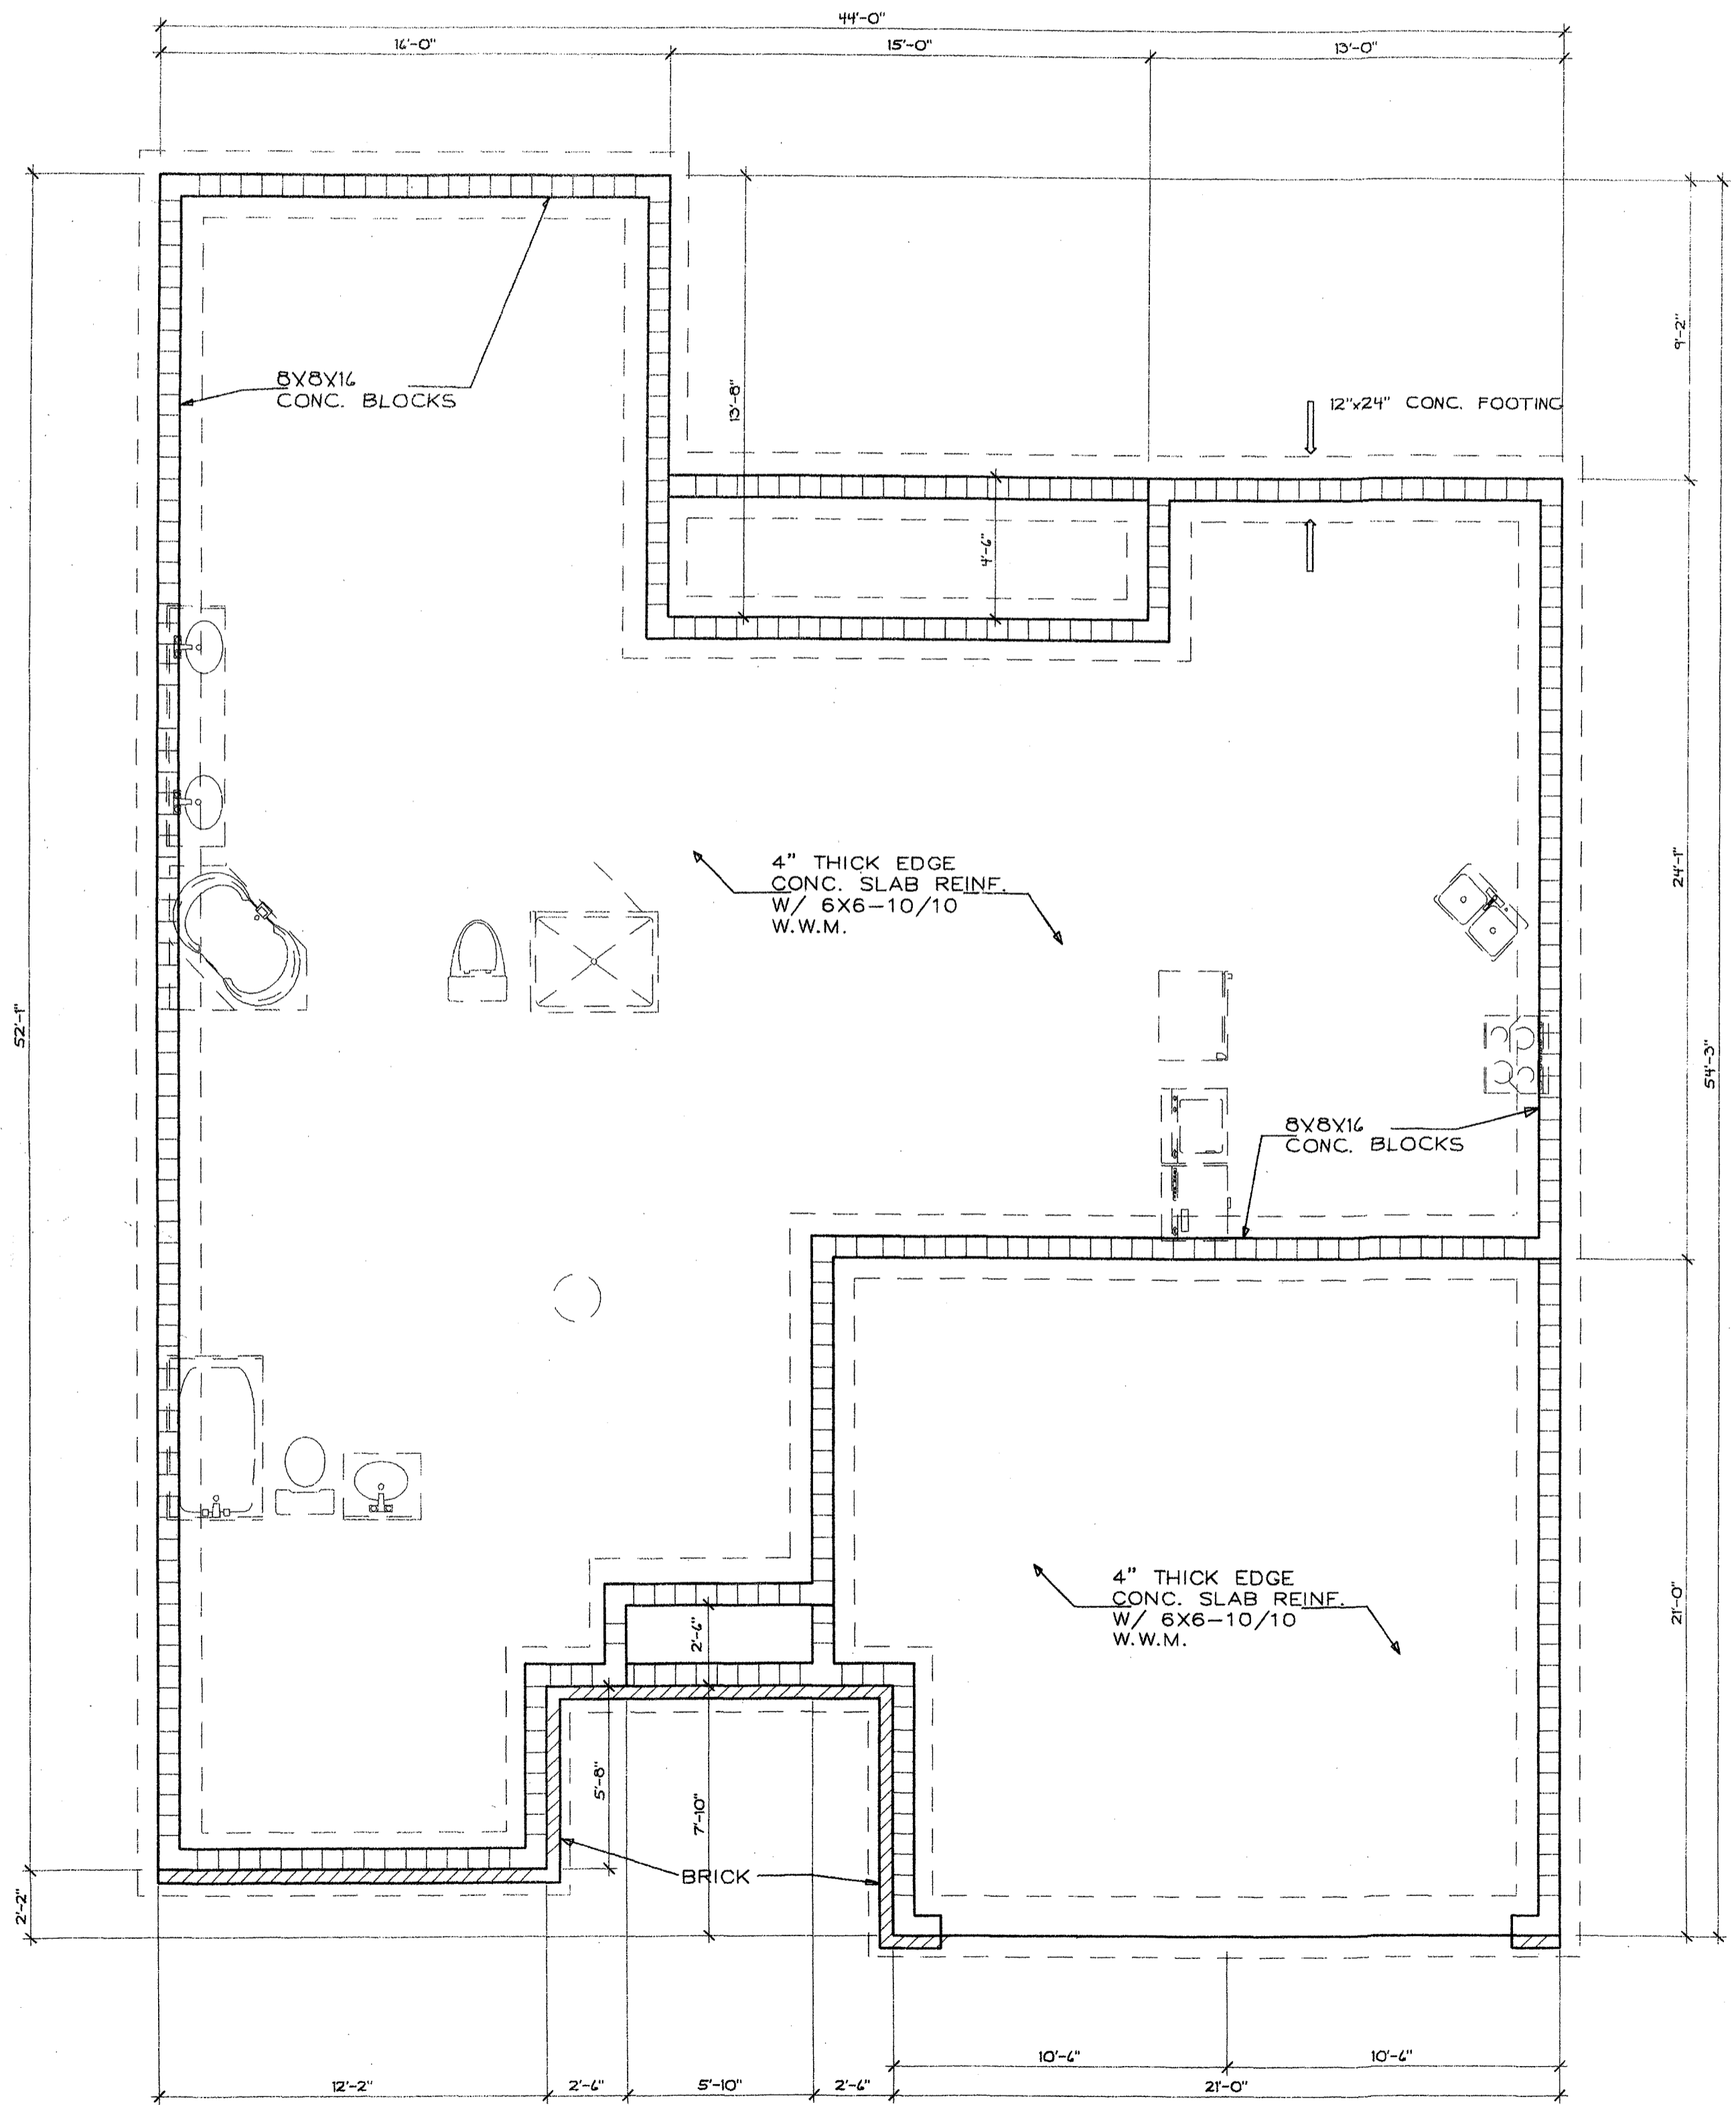 44'-0"
16'-0"
15'-0"
13'-0"
9'-2"
8X8X16
CONC. BLOCKS
13'-8"
12"x24" CONC. FOOTING
4'-6"
4" THICK EDGE
CONC. SLAB REINF.
W/ 6X6-10/10
W.W.M.
24'-1"
52'-1"
54'-3"
8X8X16
CONC. BLOCKS
4" THICK EDGE
CONC. SLAB REINF.
W/ 6X6-10/10
W.W.M.
21'-0"
2'-6"
5'-8"
7'-10"
BRICK
2'-2"
10'-6"
10'-6"
12'-2"
2'-6"
5'-10"
2'-6"
21'-0"